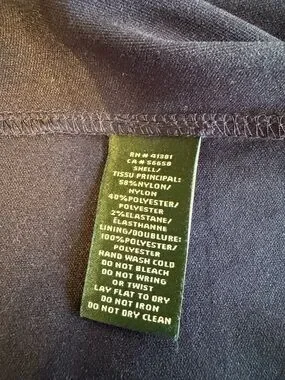 RN # 41381
CA # 56650
SHELL/
TISSU PRINCIPAL:
58%NYLON/
NYLON
40%POLYESTER/
POLYESTER
2%ELASTANE/
ÉLASTHANNE
LINING/DOUBLURE:
100%POLYESTER/
POLYESTER
HAND WASH COLD
DO NOT BLEACH
DO NOT WRING
OR TWIST
LAY FLAT TO DRY
DO NOT IRON
DO NOT DRY CLEAN